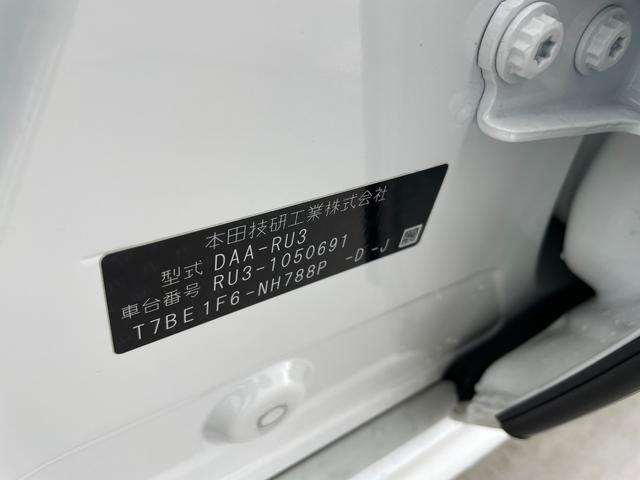 本田技研工業株式会社
型式 DAA-RU3
車台番号 RU3-1050691
T7BE1F6-NH788P -D-J